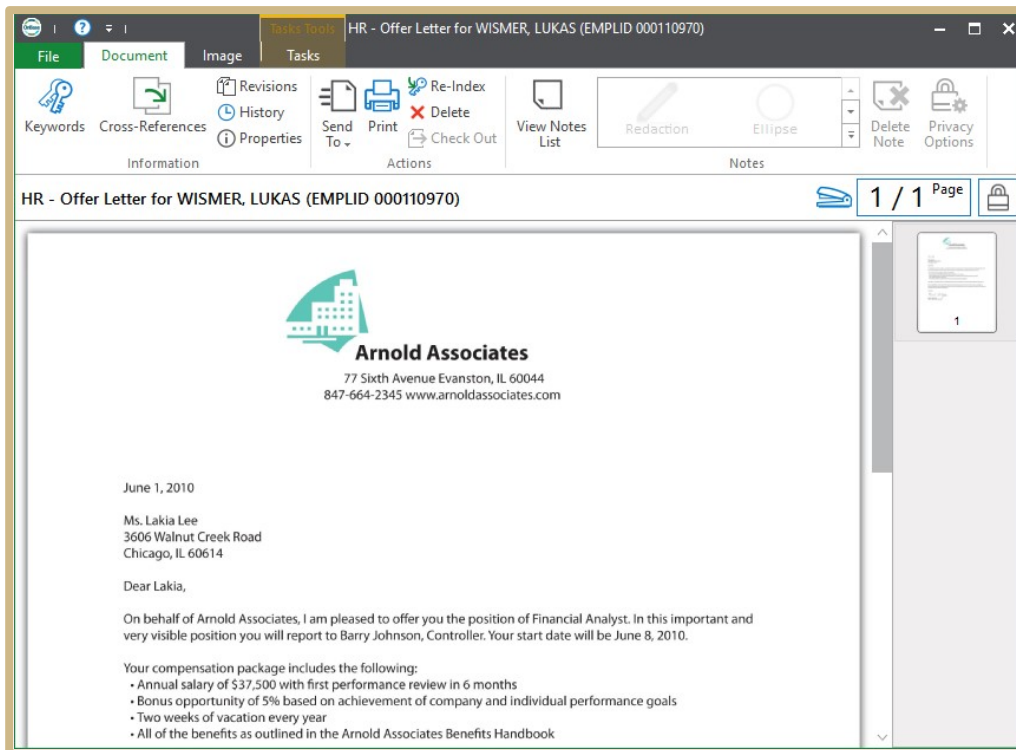 OnBase
?
Tasks Tools
HR - Offer Letter for WISMER, LUKAS (EMPLID 000110970)
File
Document
Image
Tasks
Keywords
Cross-References
Revisions
History
Properties
Information
Send To
Print
Re-Index
Delete
Check Out
Actions
View Notes List
Redaction
Ellipse
Delete Note
Privacy Options
Notes
HR - Offer Letter for WISMER, LUKAS (EMPLID 000110970)
1 / 1 Page
1
Arnold Associates
77 Sixth Avenue Evanston, IL 60044
847-664-2345 www.arnoldassociates.com
June 1, 2010
Ms. Lakia Lee
3606 Walnut Creek Road
Chicago, IL 60614
Dear Lakia,
On behalf of Arnold Associates, I am pleased to offer you the position of Financial Analyst. In this important and
very visible position you will report to Barry Johnson, Controller. Your start date will be June 8, 2010.
Your compensation package includes the following:
• Annual salary of $37,500 with first performance review in 6 months
• Bonus opportunity of 5% based on achievement of company and individual performance goals
• Two weeks of vacation every year
• All of the benefits as outlined in the Arnold Associates Benefits Handbook